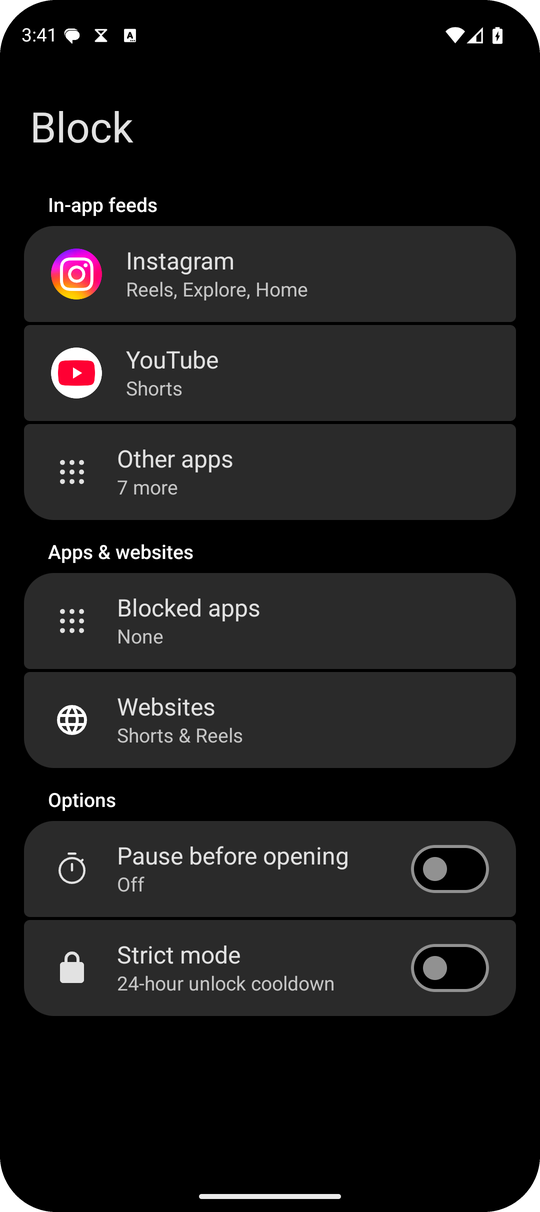 3:41
Block
In-app feeds
Instagram
Reels, Explore, Home
YouTube
Shorts
Other apps
7 more
Apps & websites
Blocked apps
None
Websites
Shorts & Reels
Options
Pause before opening
Off
Strict mode
24-hour unlock cooldown